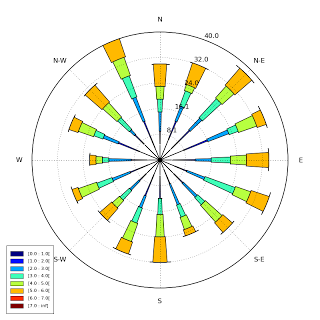 N
40.0
N-W
32.0
N-E
24.0
8.1
W
E
S-W
S-E
S
[0.0 : 1.0[
[1.0 : 2.0[
[2.0 : 3.0[
[3.0 : 4.0[
[4.0 : 5.0[
[5.0 : 6.0[
[6.0 : 7.0[
[7.0 : inf[